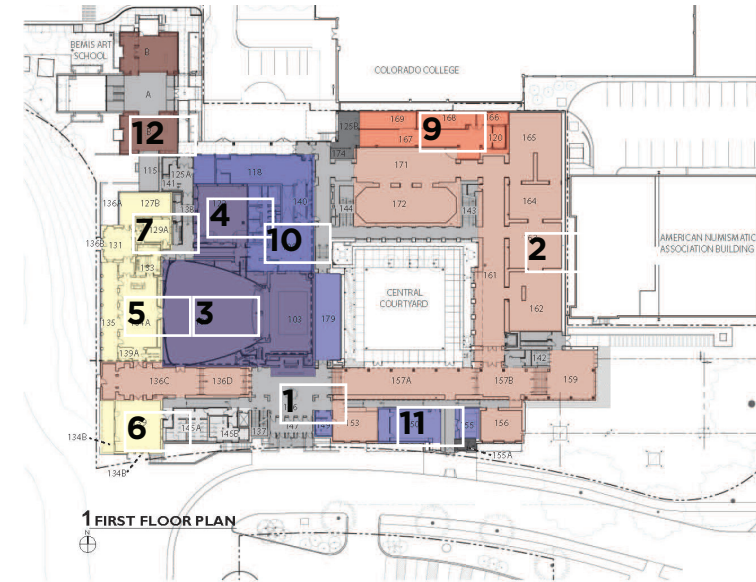 BEMIS ART
SCHOOL
B
A
COLORADO COLLEGE
12
169
168
9
166
125B
167
120
165
174
115
125A
141
118
171
127B
136A
4
140
144
172
143
164
7
129A
136B
131
10
161
2
AMERICAN NUMISMATIC
ASSOCIATION BUILDING
133
CENTRAL
COURTYARD
162
5
3
135
103
179
139A
142
136C
136D
157A
157B
159
1
6
145A
145B
137
147
149
153
11
155
156
134B
134B
155A
1 FIRST FLOOR PLAN
N